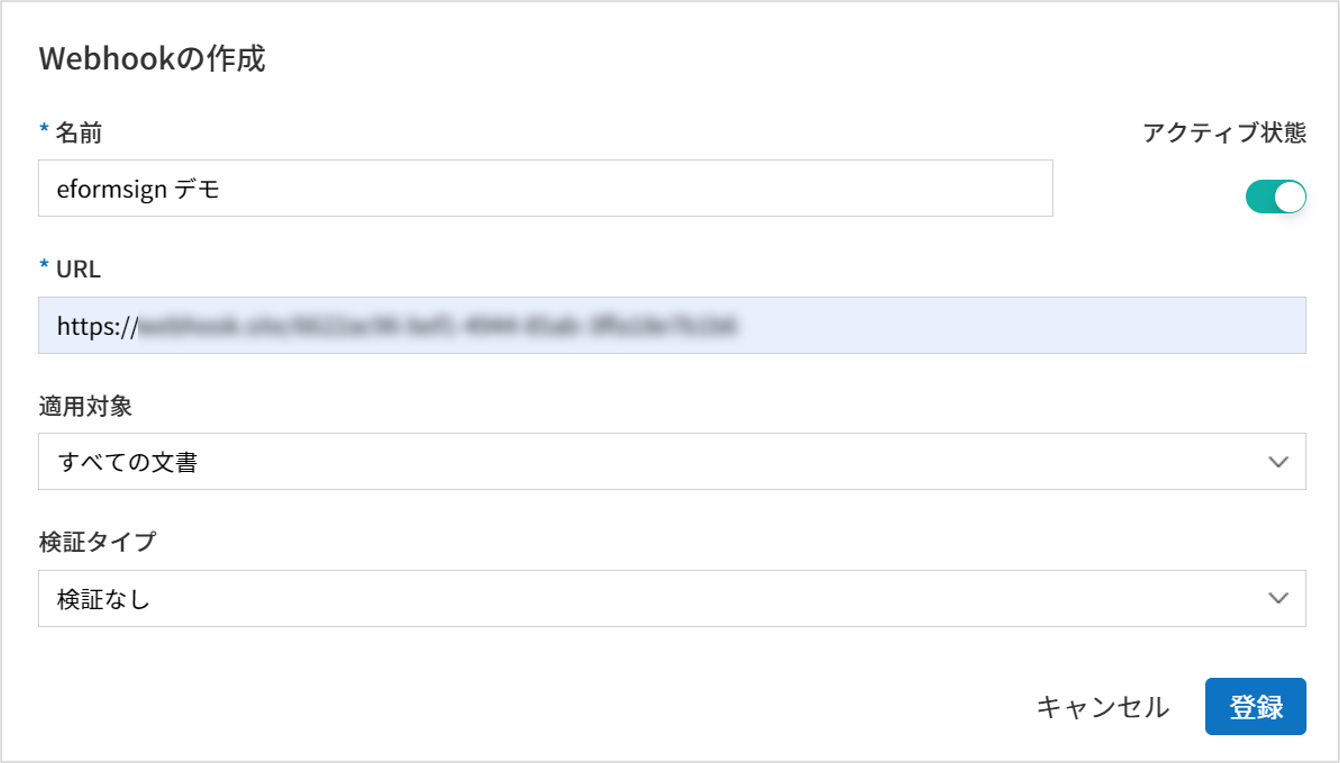 Webhookの作成
* 名前
アクティブ状態
eformsign デモ
* URL
https://
適用対象
すべての文書
検証タイプ
検証なし
キャンセル
登録